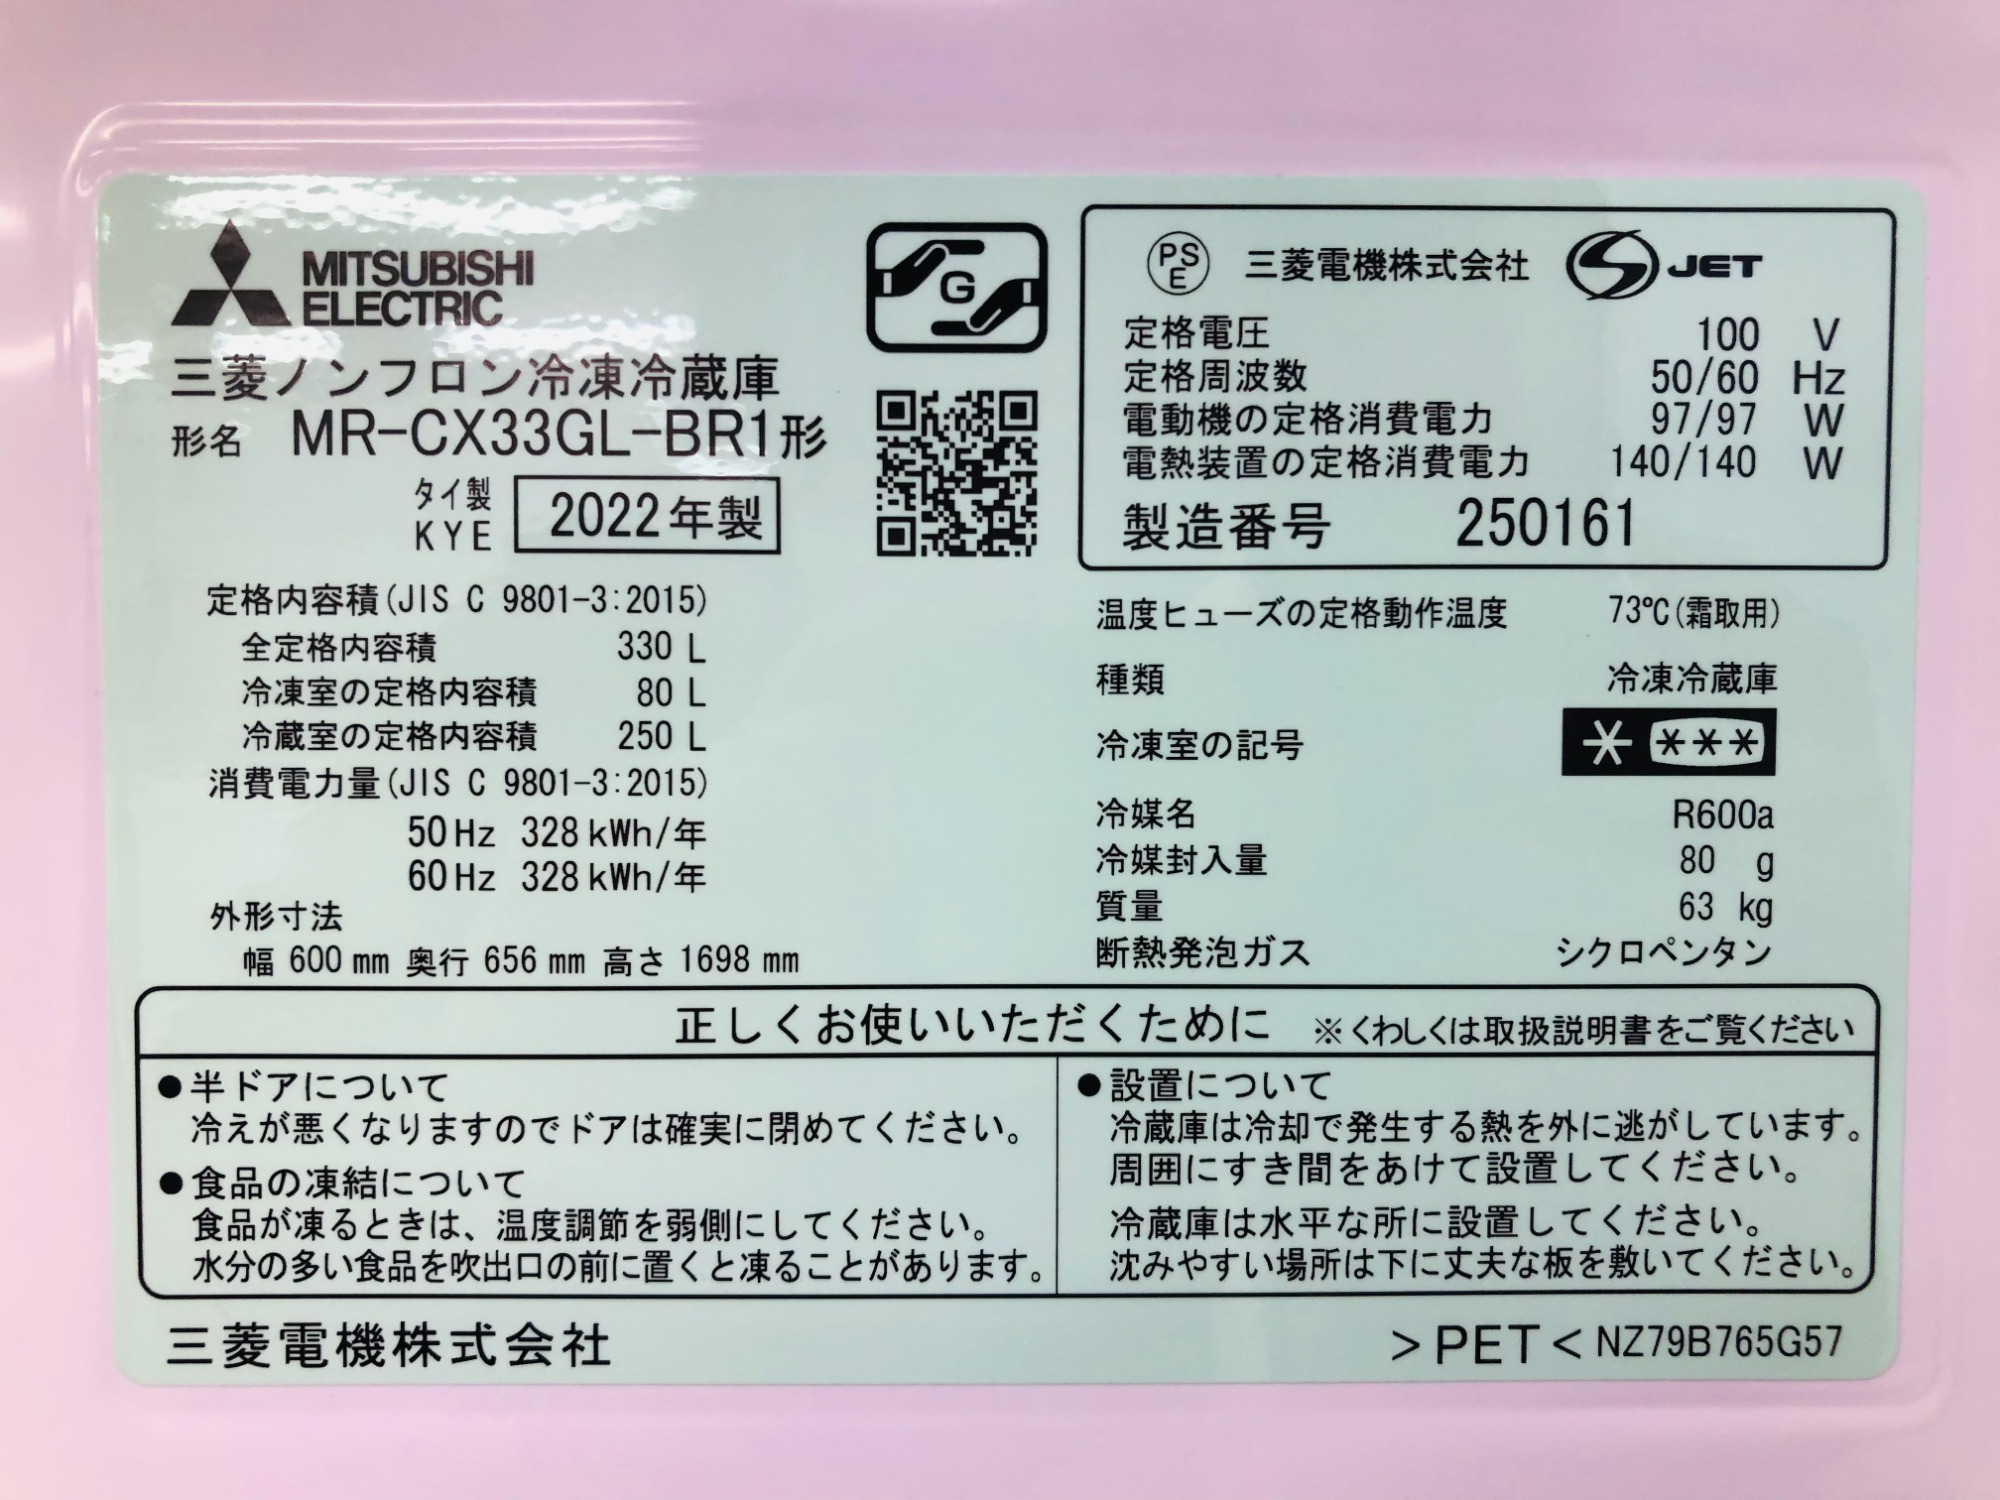 MITSUBISHI
ELECTRIC
三菱ノンフロン冷凍冷蔵庫
形名 MR-CX33GL-BR1形
タイ製
KYE
2022年製
定格内容積(JIS C 9801-3:2015)
全定格内容積 330 L
冷凍室の定格内容積 80 L
冷蔵室の定格内容積 250 L
消費電力量(JIS C 9801-3:2015)
50Hz 328kWh/年
60Hz 328kWh/年
外形寸法
幅 600 mm 奥行 656 mm 高さ 1698 mm
G
PS
E
三菱電機株式会社
JET
定格電圧 100 V
定格周波数 50/60 Hz
電動機の定格消費電力 97/97 W
電熱装置の定格消費電力 140/140 W
製造番号 250161
温度ヒューズの定格動作温度 73℃(霜取用)
種類 冷凍冷蔵庫
冷凍室の記号 * ***
冷媒名 R600a
冷媒封入量 80 g
質量 63 kg
断熱発泡ガス シクロペンタン
正しくお使いいただくために ※くわしくは取扱説明書をご覧ください
●半ドアについて
冷えが悪くなりますのでドアは確実に閉めてください。
●食品の凍結について
食品が凍るときは、温度調節を弱側にしてください。
水分の多い食品を吹出口の前に置くと凍ることがあります。
●設置について
冷蔵庫は冷却で発生する熱を外に逃がしています。
周囲にすき間をあけて設置してください。
冷蔵庫は水平な所に設置してください。
沈みやすい場所は下に丈夫な板を敷いてください。
三菱電機株式会社
>PET< NZ79B765G57